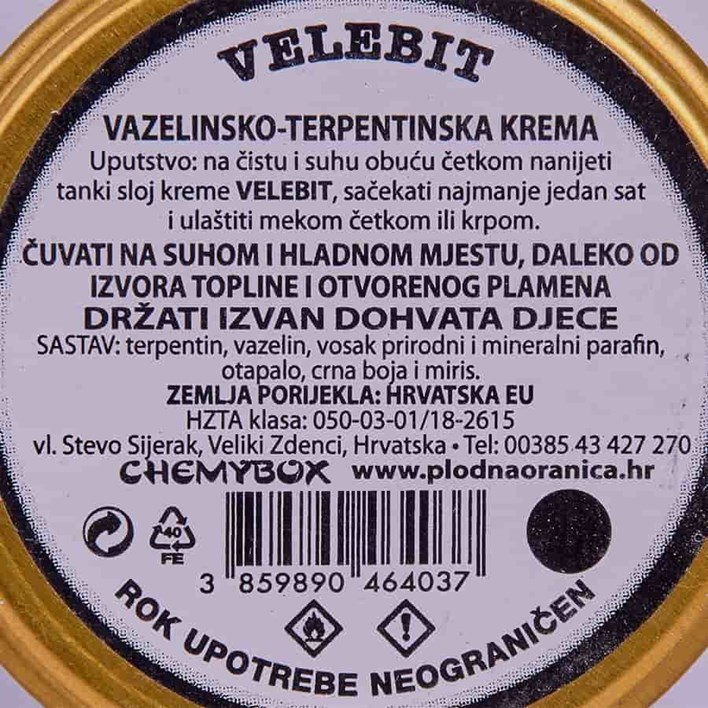 VELEBIT
VAZELINSKO-TERPENTINSKA KREMA
Uputstvo: na čistu i suhu obuću četkom nanijeti
tanki sloj kreme VELEBIT, sačekati najmanje jedan sat
i ulaštiti mekom četkom ili krpom.
ČUVATI NA SUHOM I HLADNOM MJESTU, DALEKO OD
IZVORA TOPLINE I OTVORENOG PLAMENA
DRŽATI IZVAN DOHVATA DJECE
SASTAV: terpentin, vazelin, vosak prirodni i mineralni parafin,
otapalo, crna boja i miris.
ZEMLJA PORIJEKLA: HRVATSKA EU
HZTA klasa: 050-03-01/18-2615
vl. Stevo Sijerak, Veliki Zdenci, Hrvatska • Tel: 00385 43 427 270
CHEMYBOX www.plodnaoranica.hr
40
FE
3 859890 464037
ROK UPOTREBE NEOGRANIČEN